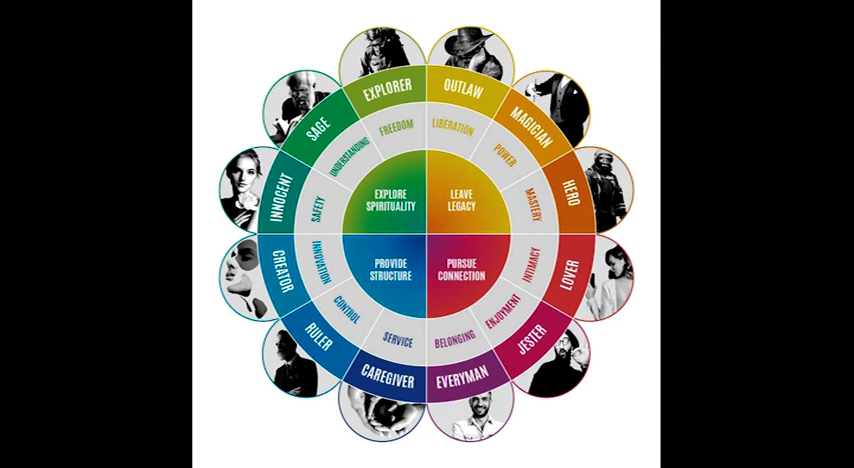 EXPLORER
OUTLAW
MAGICIAN
HERO
LOVER
JESTER
EVERYMAN
CAREGIVER
RULER
CREATOR
INNOCENT
SAGE
FREEDOM
LIBERATION
POWER
MASTERY
INTIMACY
ENJOYMENT
BELONGING
SERVICE
CONTROL
INNOVATION
SAFETY
UNDERSTANDING
EXPLORE
SPIRITUALITY
LEAVE
LEGACY
PROVIDE
STRUCTURE
PURSUE
CONNECTION